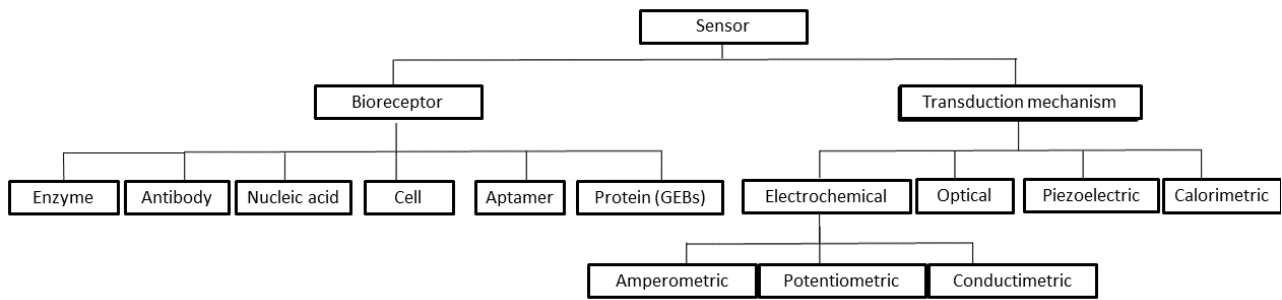 Sensor
Bioreceptor
Transduction mechanism
Enzyme
Antibody
Nucleic acid
Cell
Aptamer
Protein (GEBs)
Electrochemical
Optical
Piezoelectric
Calorimetric
Amperometric
Potentiometric
Conductimetric